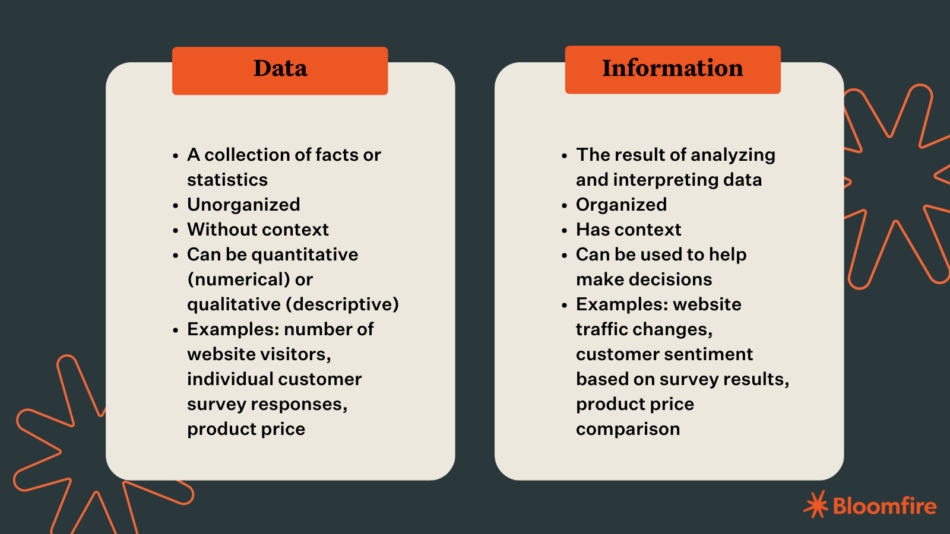 Data
• A collection of facts or
statistics
• Unorganized
• Without context
• Can be quantitative
(numerical) or
qualitative (descriptive)
• Examples: number of
website visitors,
individual customer
survey responses,
product price
Information
• The result of analyzing
and interpreting data
• Organized
• Has context
• Can be used to help
make decisions
• Examples: website
traffic changes,
customer sentiment
based on survey results,
product price
comparison
Bloomfire